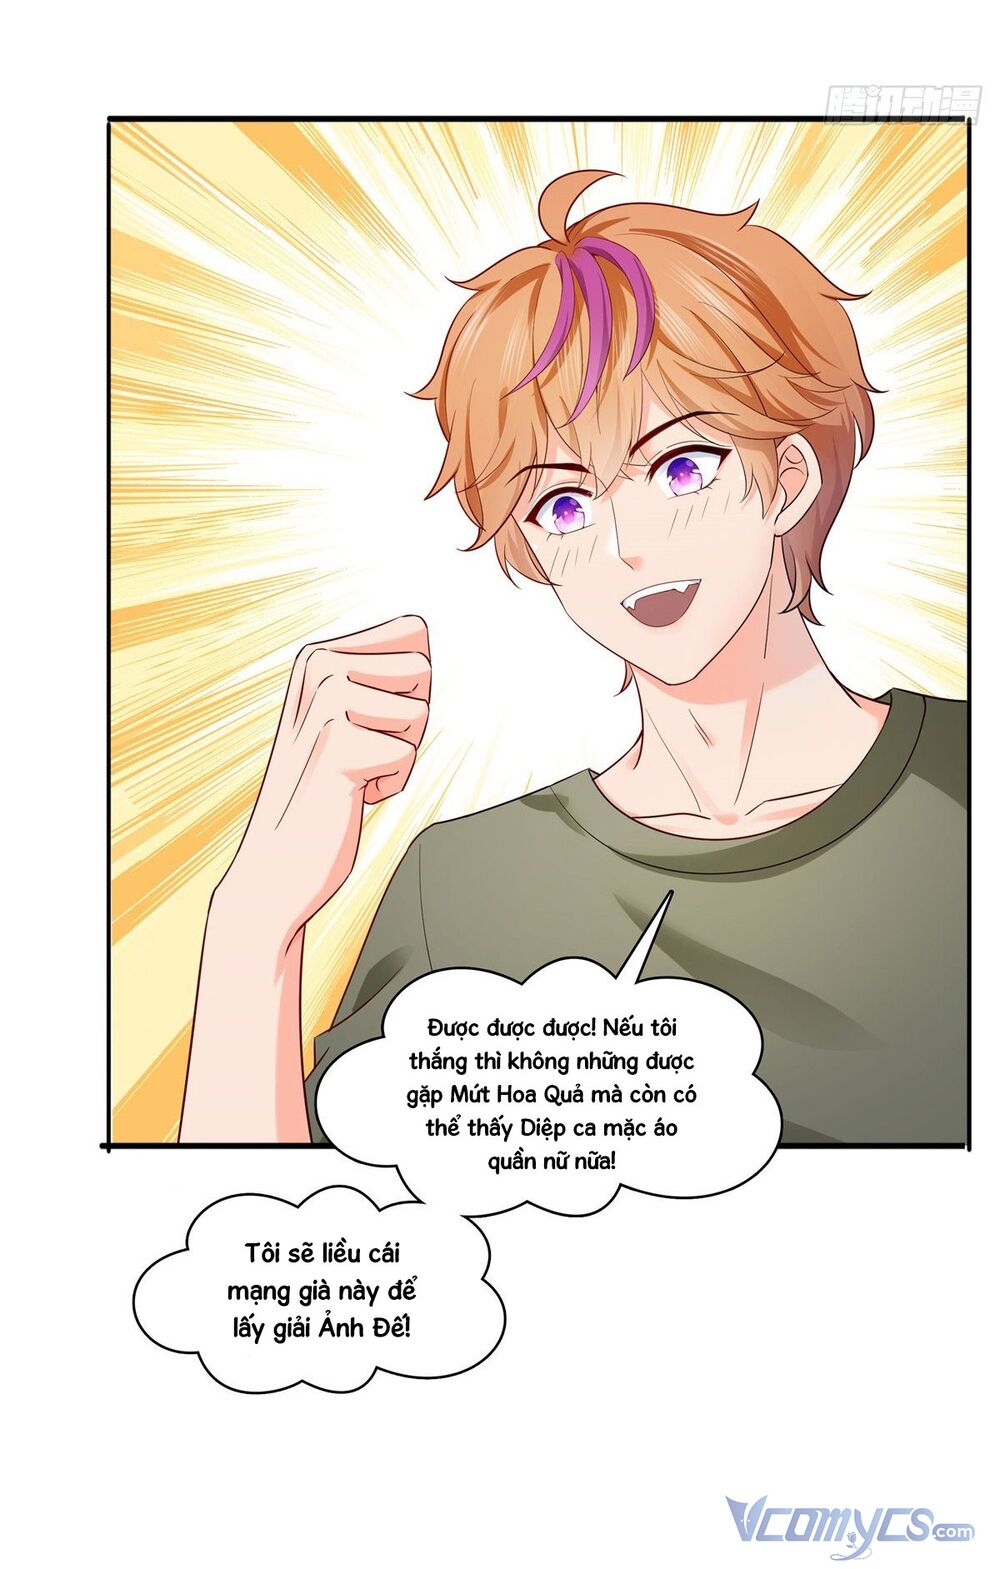 腾讯动漫
Được được được! Nếu tôi
thắng thì không những được
gặp Mứt Hoa Quả mà còn có
thể thấy Diệp ca mặc áo
quần nữ nữa!
Tôi sẽ liều cái
mạng già này để
lấy giải Ảnh Đế!
Vcomycs.com